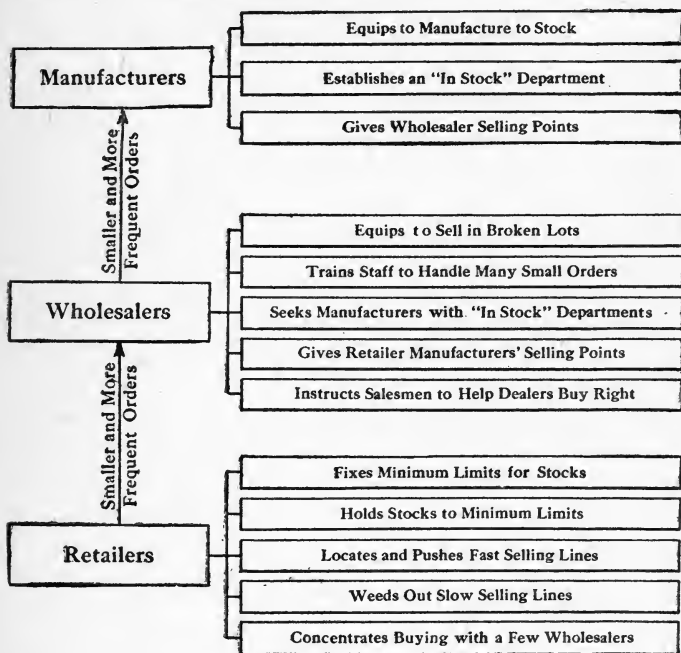 Equips to Manufacture to Stock
Manufacturers
Establishes an "In Stock" Department
Gives Wholesaler Selling Points
Smaller and More
Frequent Orders
Equips to Sell in Broken Lots
Trains Staff to Handle Many Small Orders
Wholesalers
Seeks Manufacturers with "In Stock" Departments
Gives Retailer Manufacturers' Selling Points
Instructs Salesmen to Help Dealers Buy Right
Smaller and More
Frequent Orders
Fixes Minimum Limits for Stocks
Holds Stocks to Minimum Limits
Retailers
Locates and Pushes Fast Selling Lines
Weeds Out Slow Selling Lines
Concentrates Buying with a Few Wholesalers